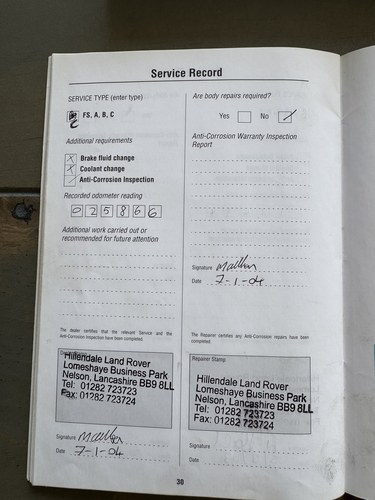 Service Record
SERVICE TYPE (enter type)
FS, A, B, C
Additional requirements
Brake fluid change
Coolant change
Anti-Corrosion Inspection
Recorded odometer reading
025866
Additional work carried out or
recommended for future attention
The dealer certifies that the relevant Service and the
Anti-Corrosion Inspection have been completed.
Hillendale Land Rover
Lomeshaye Business Park
Nelson, Lancashire BB9 8LL
Tel: 01282 723723
Fax: 01282 723724
Signature
Date 7-1-04
Are body repairs required?
Yes No
Anti-Corrosion Warranty Inspection
Report
Signature
Date 7-1-04
The Repairer certifies any Anti-Corrosion repairs have been
completed.
Repairer Stamp
Hillendale Land Rover
Lomeshaye Business Park
Nelson, Lancashire BB9 8LL
Tel: 01282 723723
Fax: 01282 723724
Signature
Date
30